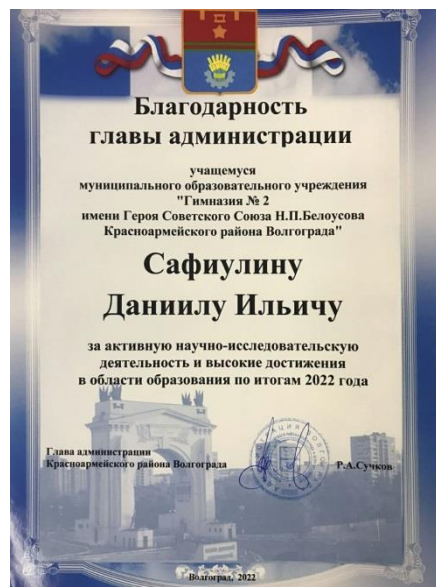 Благодарность
главы администрации
учащемуся
муниципального образовательного учреждения
"Гимназия № 2
имени Героя Советского Союза Н.П.Белоусова
Красноармейского района Волгограда"
Сафиулину
Даниилу Ильичу
за активную научно-исследовательскую
деятельность и высокие достижения
в области образования по итогам 2022 года
Глава администрации
Красноармейского района Волгограда
Р.А.Сучков
Волгоград, 2022